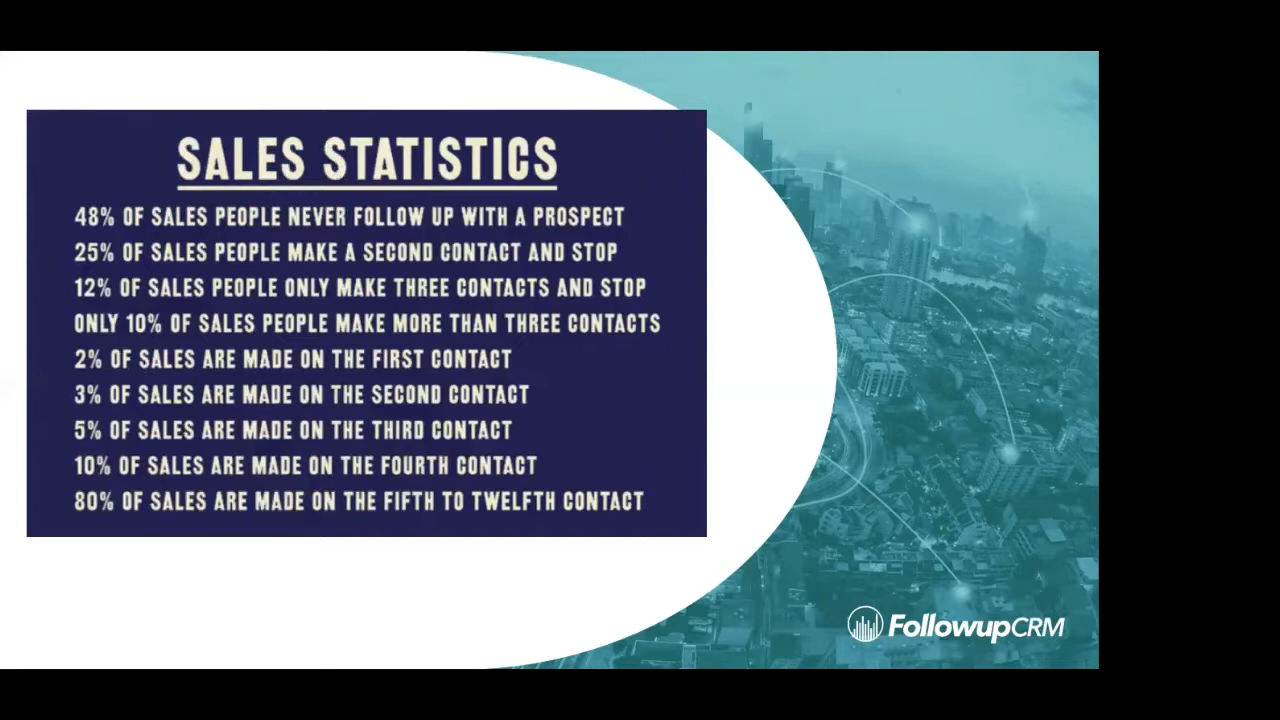 SALES STATISTICS
48% OF SALES PEOPLE NEVER FOLLOW UP WITH A PROSPECT
25% OF SALES PEOPLE MAKE A SECOND CONTACT AND STOP
12% OF SALES PEOPLE ONLY MAKE THREE CONTACTS AND STOP
ONLY 10% OF SALES PEOPLE MAKE MORE THAN THREE CONTACTS
2% OF SALES ARE MADE ON THE FIRST CONTACT
3% OF SALES ARE MADE ON THE SECOND CONTACT
5% OF SALES ARE MADE ON THE THIRD CONTACT
10% OF SALES ARE MADE ON THE FOURTH CONTACT
80% OF SALES ARE MADE ON THE FIFTH TO TWELFTH CONTACT
FollowupCRM